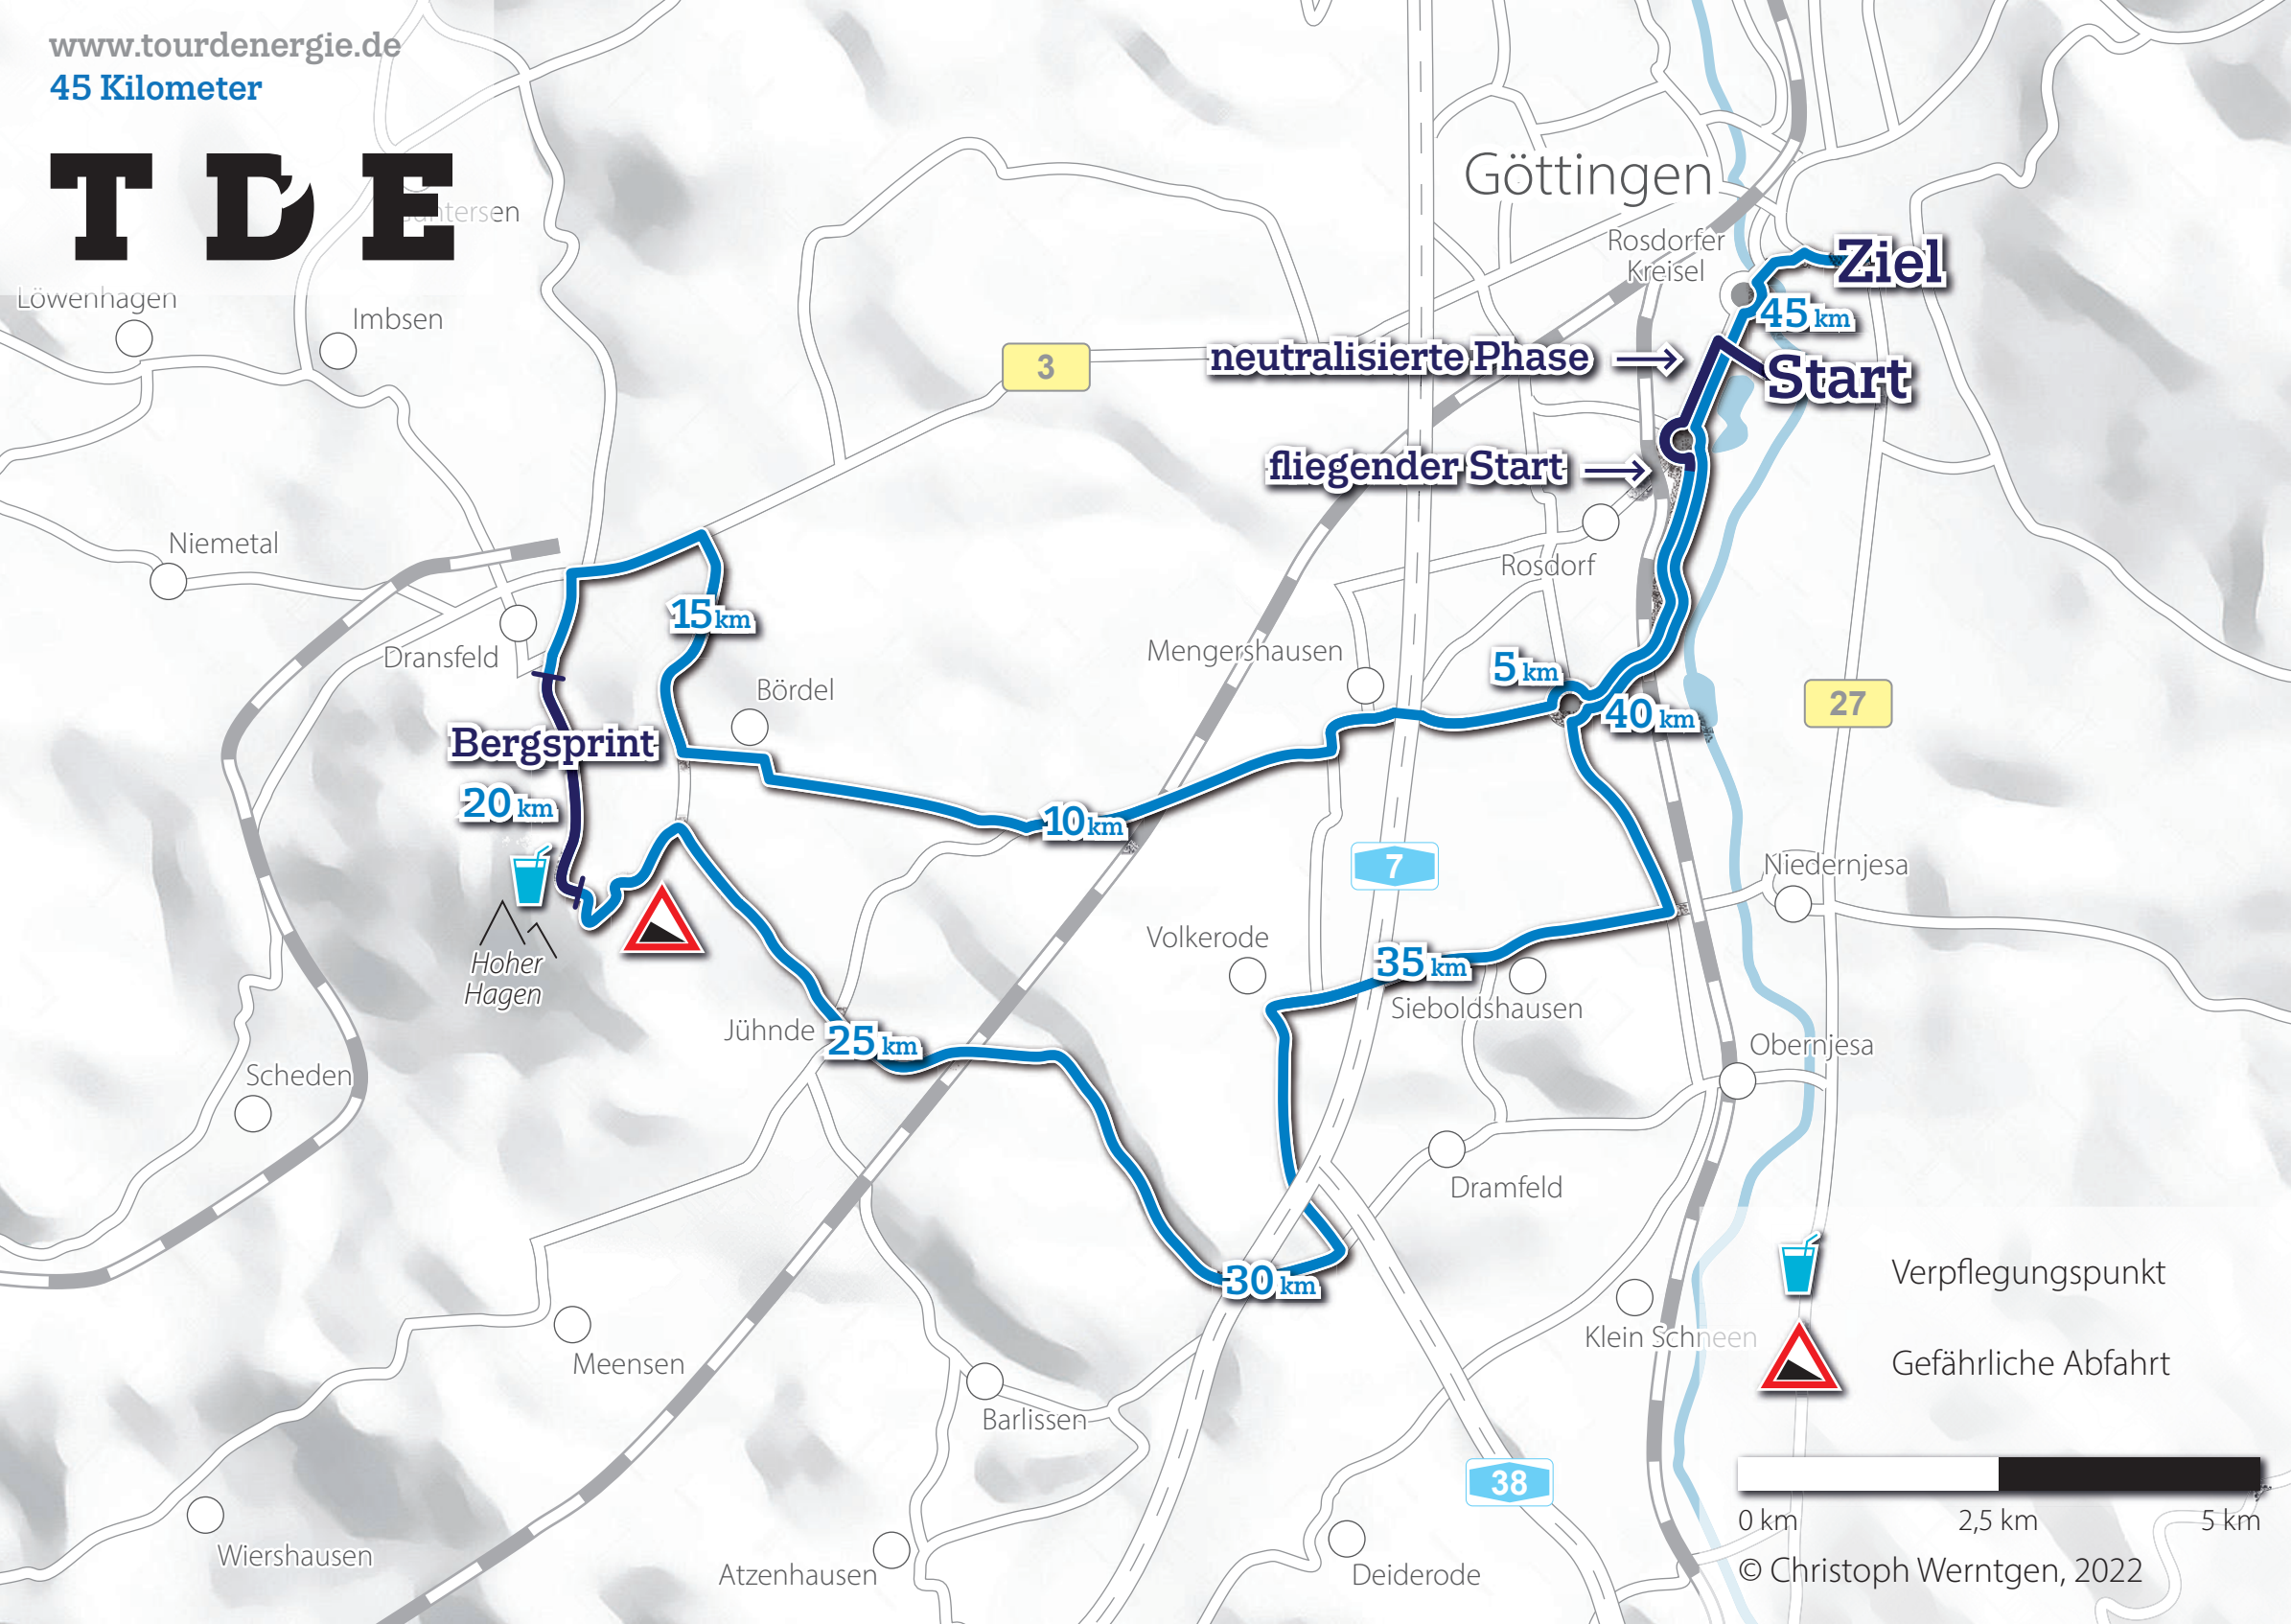 www.tourdenergie.de
45 Kilometer
TDE
Göttingen
Rosdorfer
Kreisel
Ziel
45 km
Löwenhagen
Imbsen
3
neutralisierte Phase
Start
fliegender Start
Niemetal
Rosdorf
15 km
Dransfeld
Mengershausen
5 km
Bördel
40 km
27
Bergsprint
20 km
10 km
7
Niedernjesa
Volkerode
35 km
Hoher
Hagen
Sieboldshausen
Jühnde
25 km
Obernjesa
Scheden
Dramfeld
30 km
Verpflegungspunkt
Klein Schneen
Meensen
Gefährliche Abfahrt
Barlissen
38
0 km 2,5 km 5 km
Wiershausen
Atzenhausen
Deiderode
© Christoph Werntgen, 2022